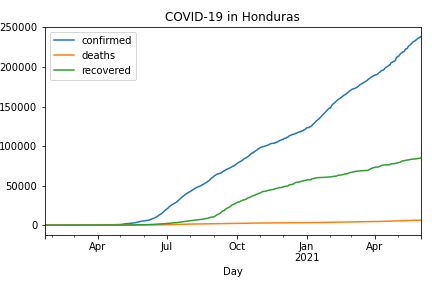 COVID-19 in Honduras
confirmed
deaths
recovered
250000
200000
150000
100000
50000
0
Apr
Jul
Oct
Jan
2021
Apr
Day